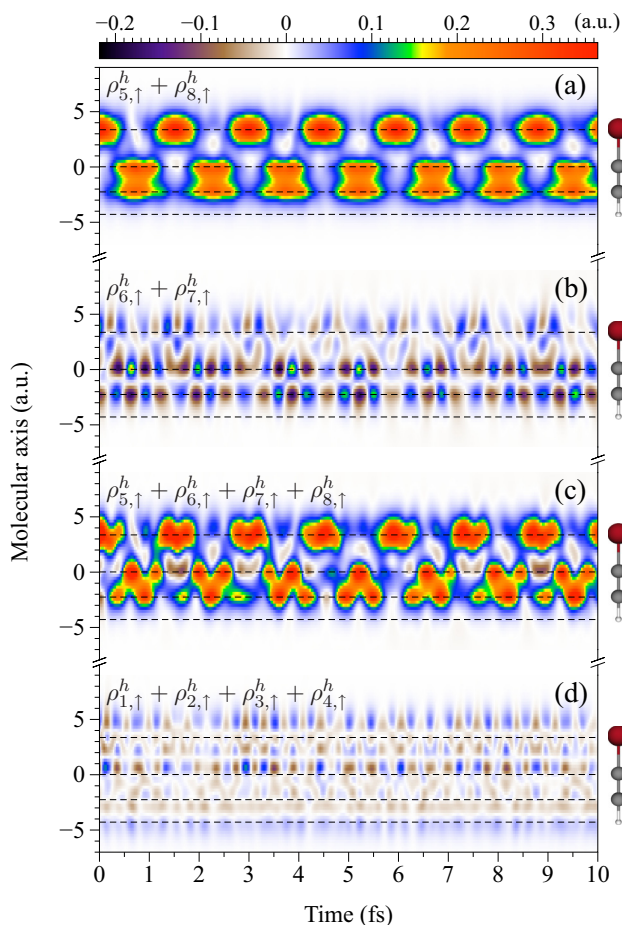 −0.2 −0.1 0 0.1 0.2 0.3 (a.u.)
ρ^h_{5,↑} + ρ^h_{8,↑} (a)
5
0
−5
ρ^h_{6,↑} + ρ^h_{7,↑} (b)
5
0
−5
ρ^h_{5,↑} + ρ^h_{6,↑} + ρ^h_{7,↑} + ρ^h_{8,↑} (c)
5
0
−5
ρ^h_{1,↑} + ρ^h_{2,↑} + ρ^h_{3,↑} + ρ^h_{4,↑} (d)
5
0
−5
Molecular axis (a.u.)
0 1 2 3 4 5 6 7 8 9 10
Time (fs)